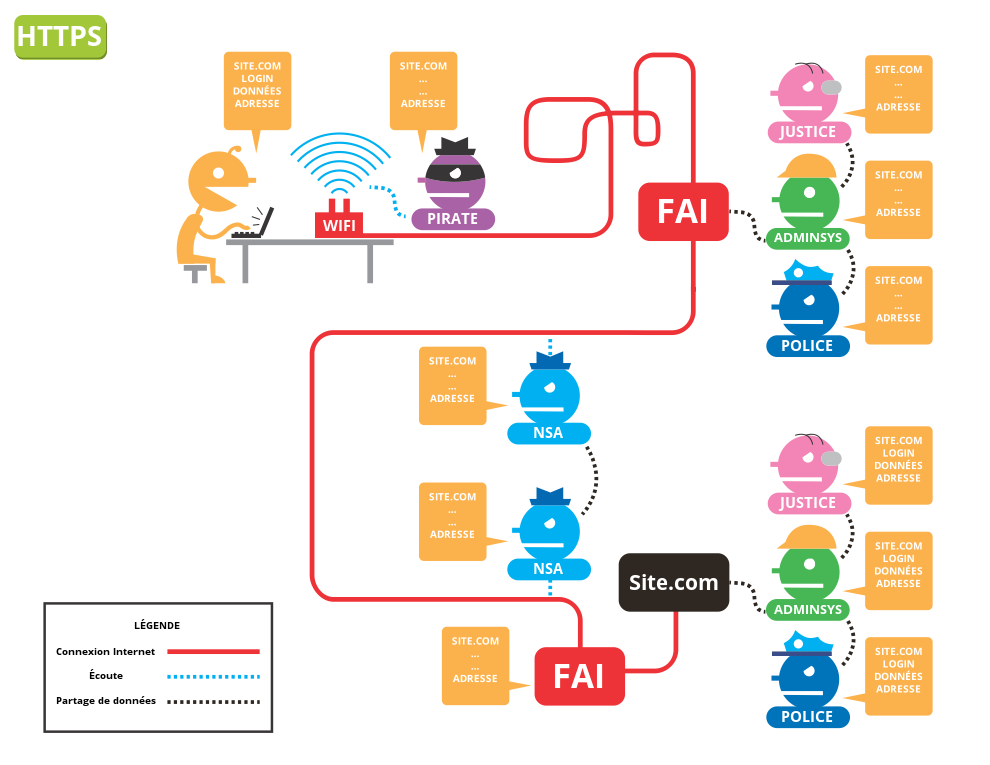 HTTPS
SITE.COM
LOGIN
DONNÉES
ADRESSE
SITE.COM
...
...
ADRESSE
WIFI
PIRATE
FAI
SITE.COM
...
...
ADRESSE
JUSTICE
SITE.COM
...
...
ADRESSE
ADMINSYS
SITE.COM
...
...
ADRESSE
POLICE
SITE.COM
...
...
ADRESSE
NSA
SITE.COM
...
...
ADRESSE
NSA
SITE.COM
LOGIN
DONNÉES
ADRESSE
JUSTICE
Site.com
SITE.COM
LOGIN
DONNÉES
ADRESSE
ADMINSYS
SITE.COM
LOGIN
DONNÉES
ADRESSE
POLICE
SITE.COM
...
...
ADRESSE
FAI
LÉGENDE
Connexion Internet
Écoute
Partage de données